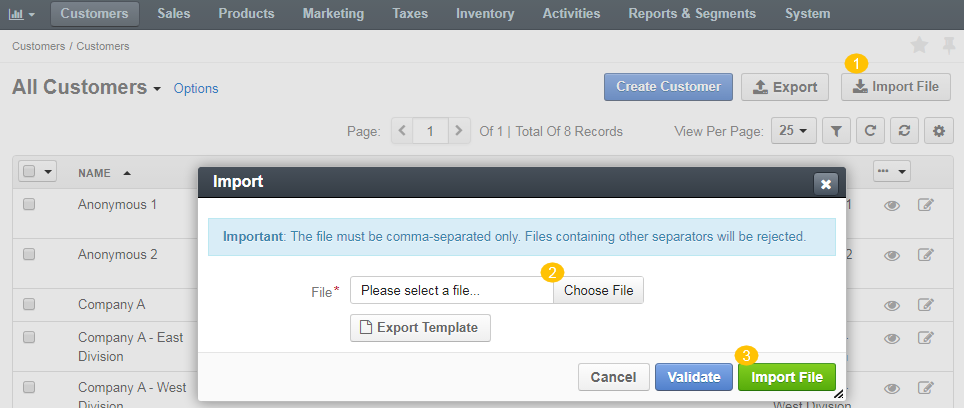 Customers Sales Products Marketing Taxes Inventory Activities Reports & Segments System
Customers / Customers
1
All Customers Options Create Customer Export Import File
Page: 1 Of 1 | Total Of 8 Records View Per Page: 25
NAME
Import
Anonymous 1 1
Important: The file must be comma-separated only. Files containing other separators will be rejected.
Anonymous 2 2
2
File* Please select a file... Choose File
Company A
Export Template
Company A - East
Division
3
Cancel Validate Import File
Company A - West
Division
West Division